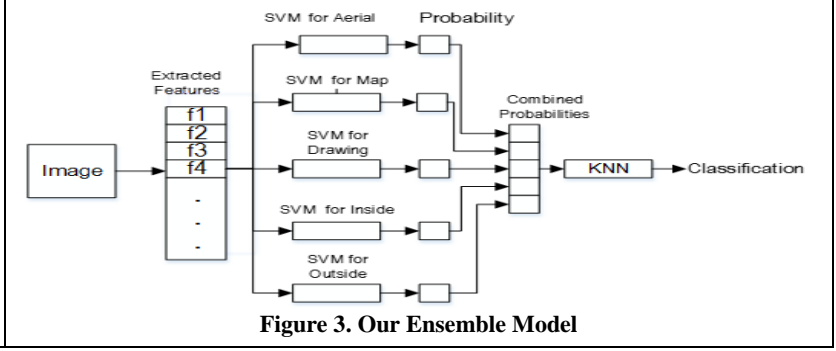 SVM for Aerial
Probability
Extracted
Features
SVM for Map
Combined
Probabilities
f1
f2
f3
f4
.
.
.
Image
SVM for
Drawing
KNN
Classification
SVM for Inside
SVM for
Outside
Figure 3. Our Ensemble Model